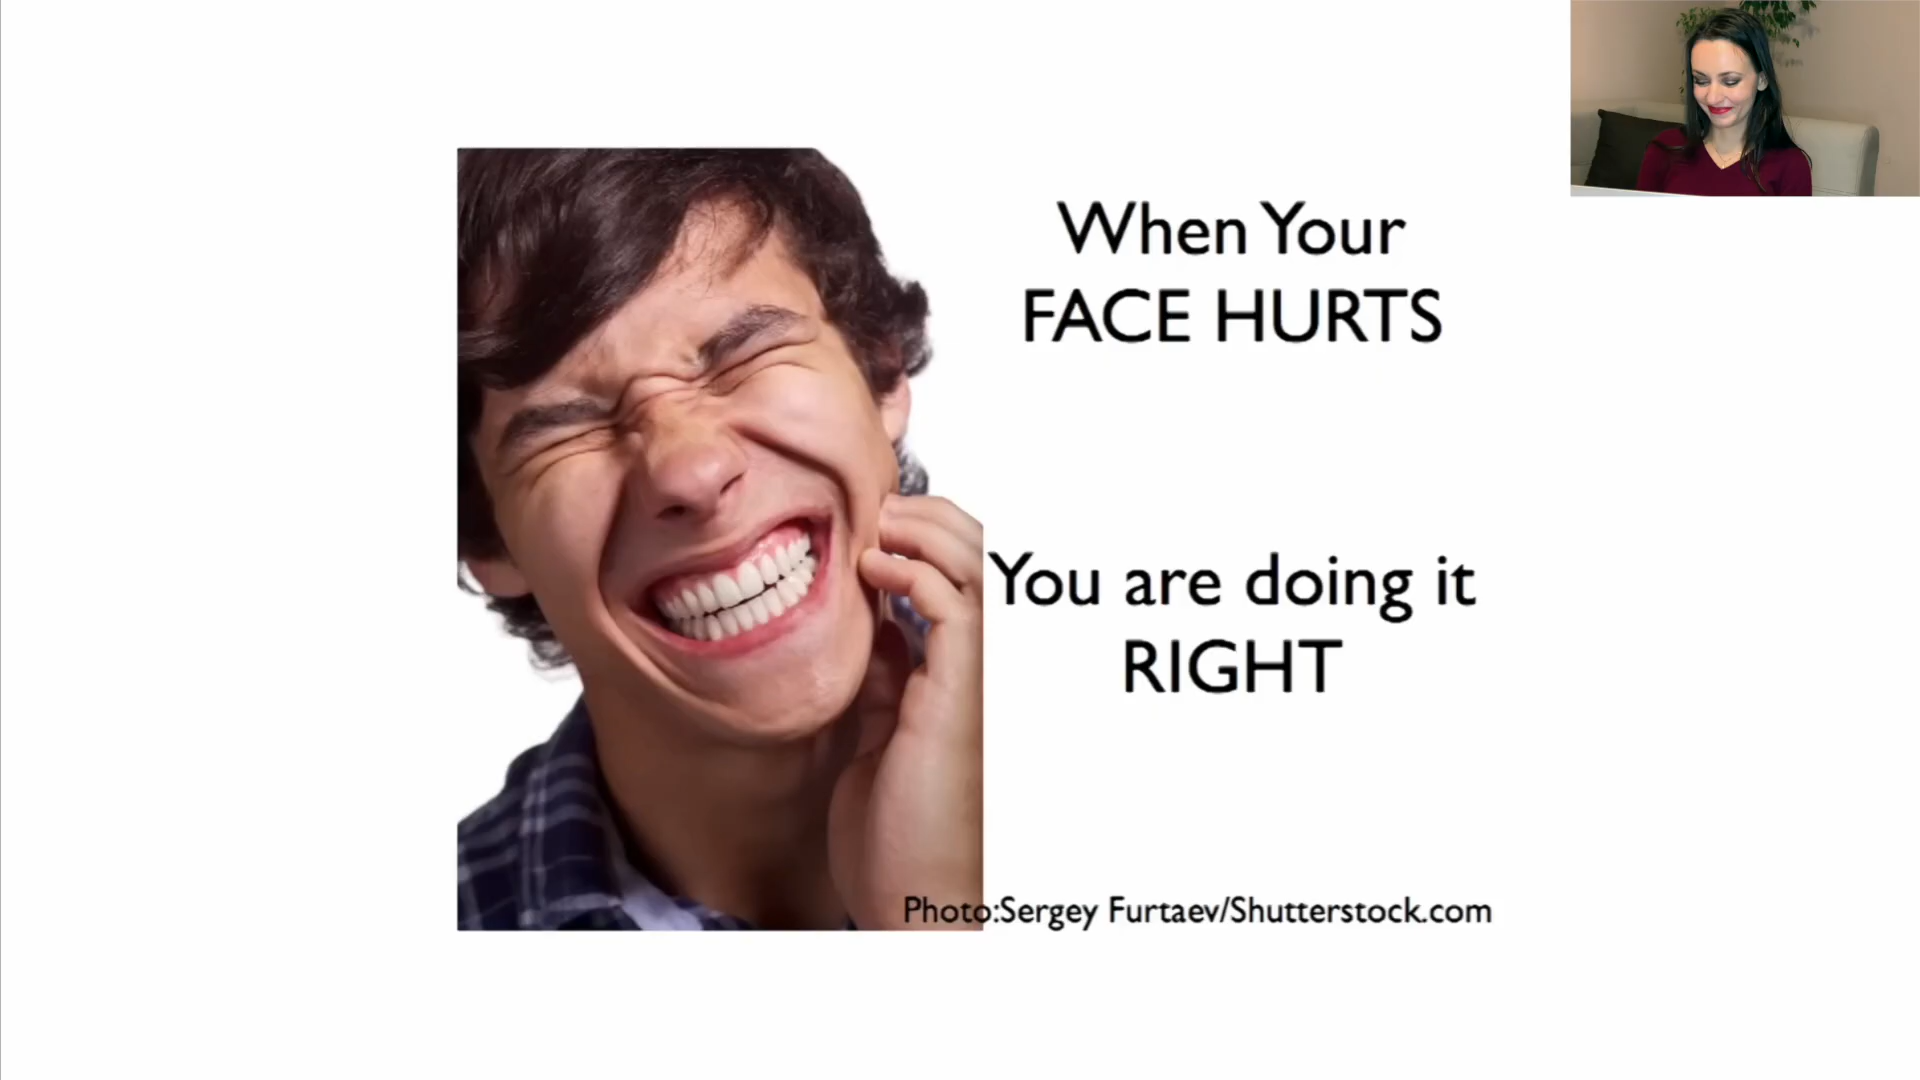 When Your
FACE HURTS
You are doing it
RIGHT
Photo:Sergey Furtaev/Shutterstock.com